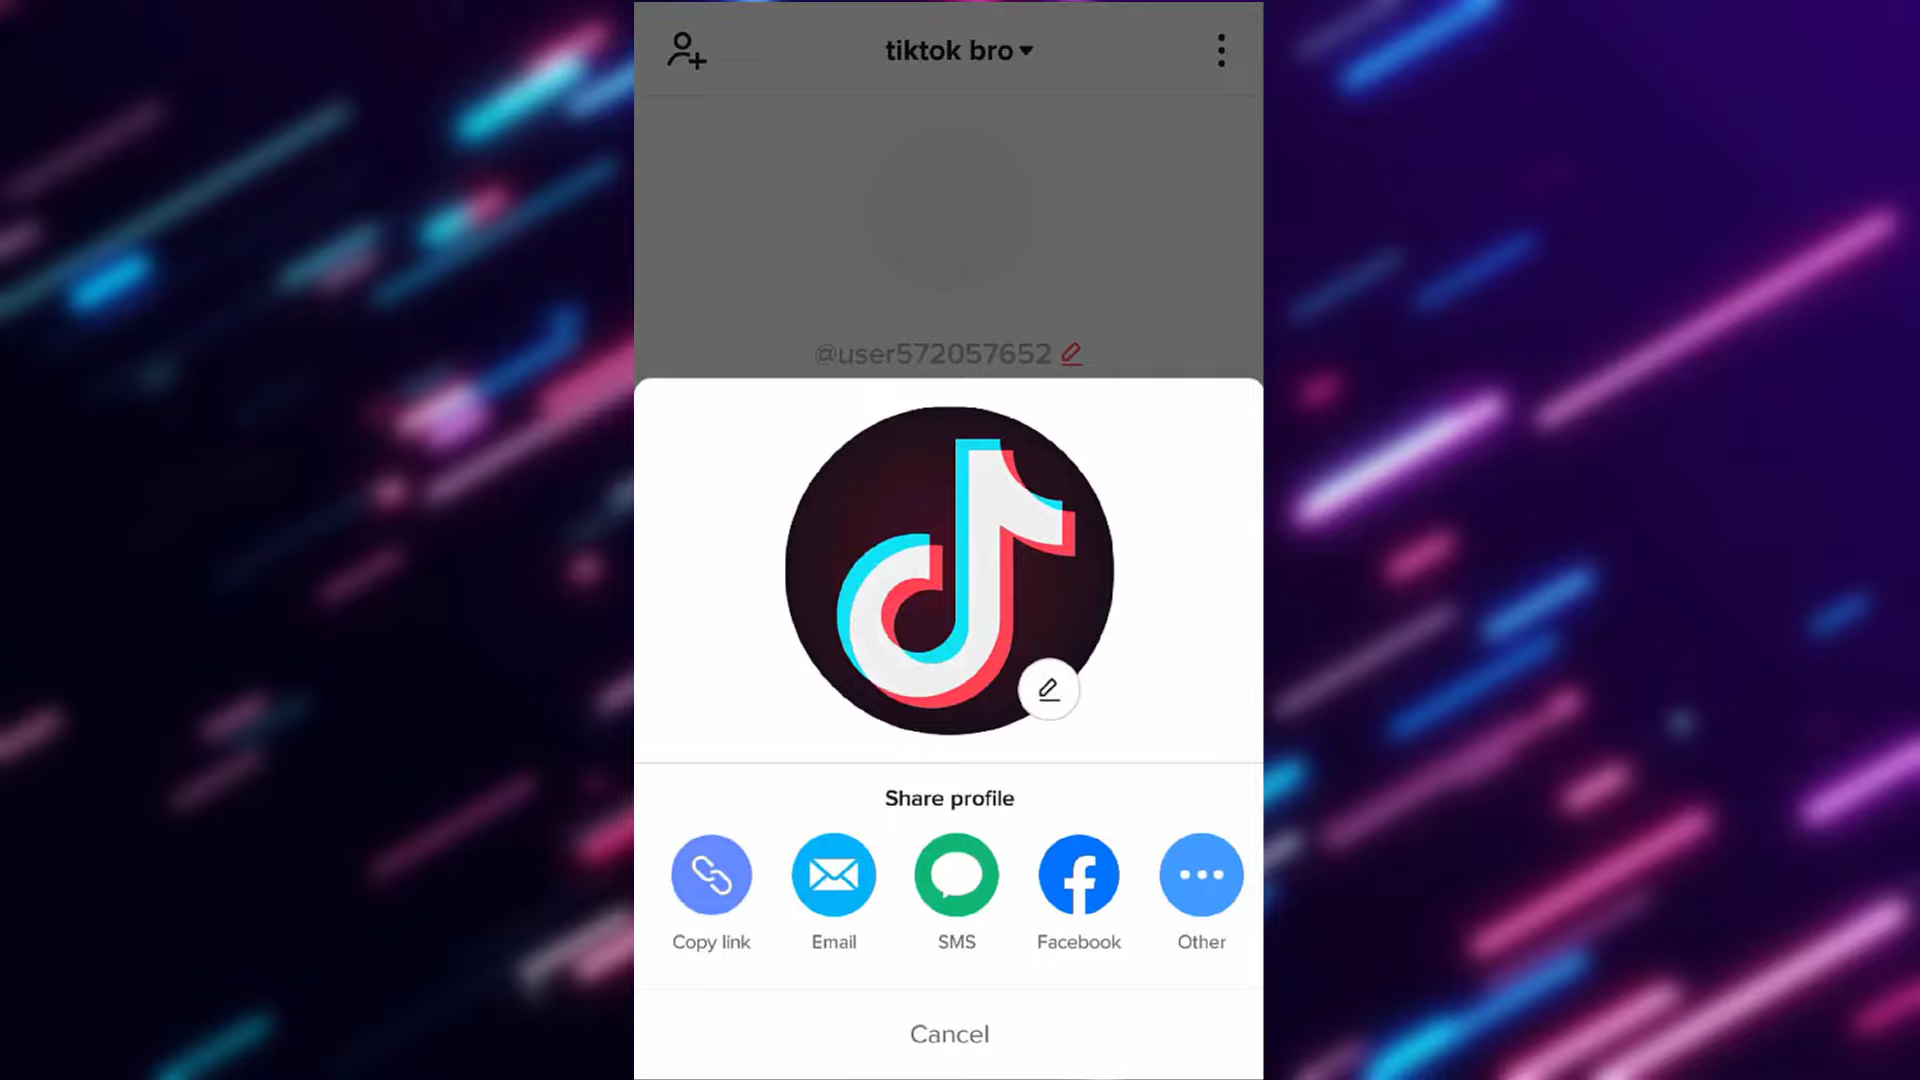 tiktok bro
@user572057652
Share profile
Copy link
Email
SMS
Facebook
Other
Cancel